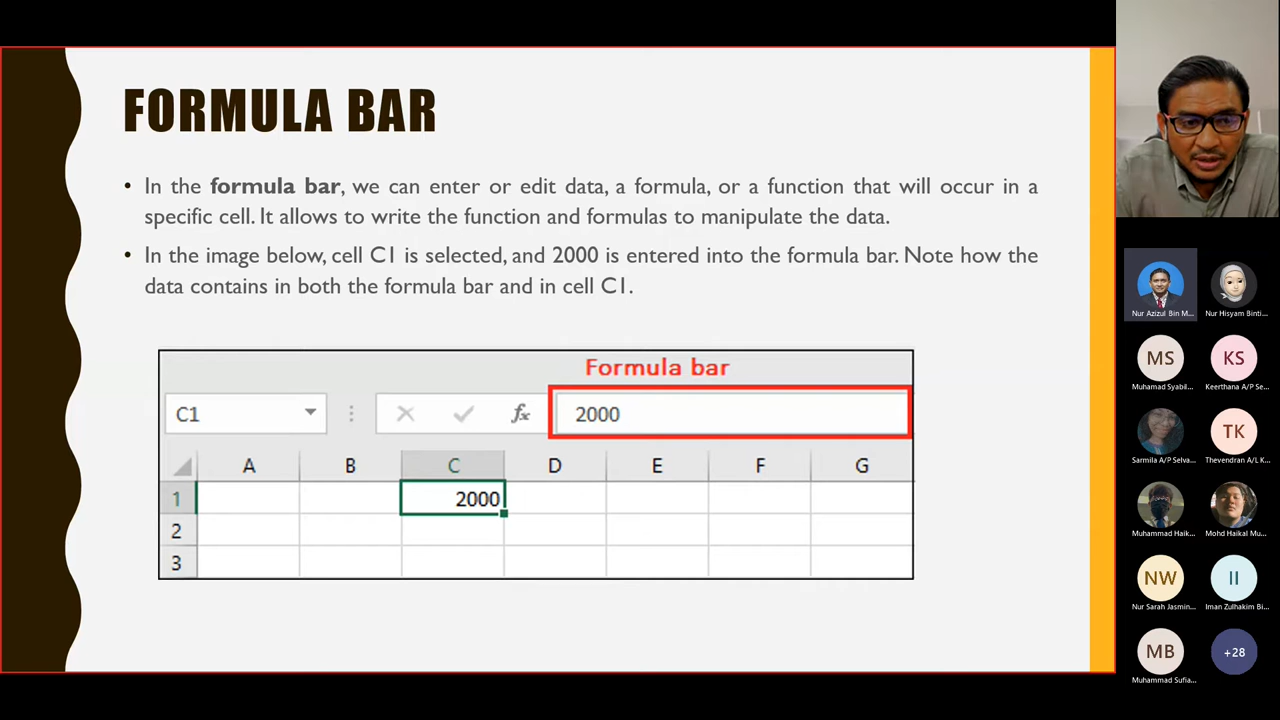 FORMULA BAR
• In the formula bar, we can enter or edit data, a formula, or a function that will occur in a
specific cell. It allows to write the function and formulas to manipulate the data.
• In the image below, cell C1 is selected, and 2000 is entered into the formula bar. Note how the
data contains in both the formula bar and in cell C1.
Formula bar
C1 fx 2000
A B C D E F G
1 2000
2
3
Nur Azizul Bin M... Nur Hisyam Binti...
MS KS
Muhamad Syabil... Keerthana A/P Se...
TK
Sarmila A/P Selva... Thevendran A/L K...
Muhammad Haik... Mohd Haikal Mu...
NW II
Nur Sarah Jasmin... Iman Zulhakim Bi...
MB +28
Muhammad Sufia...